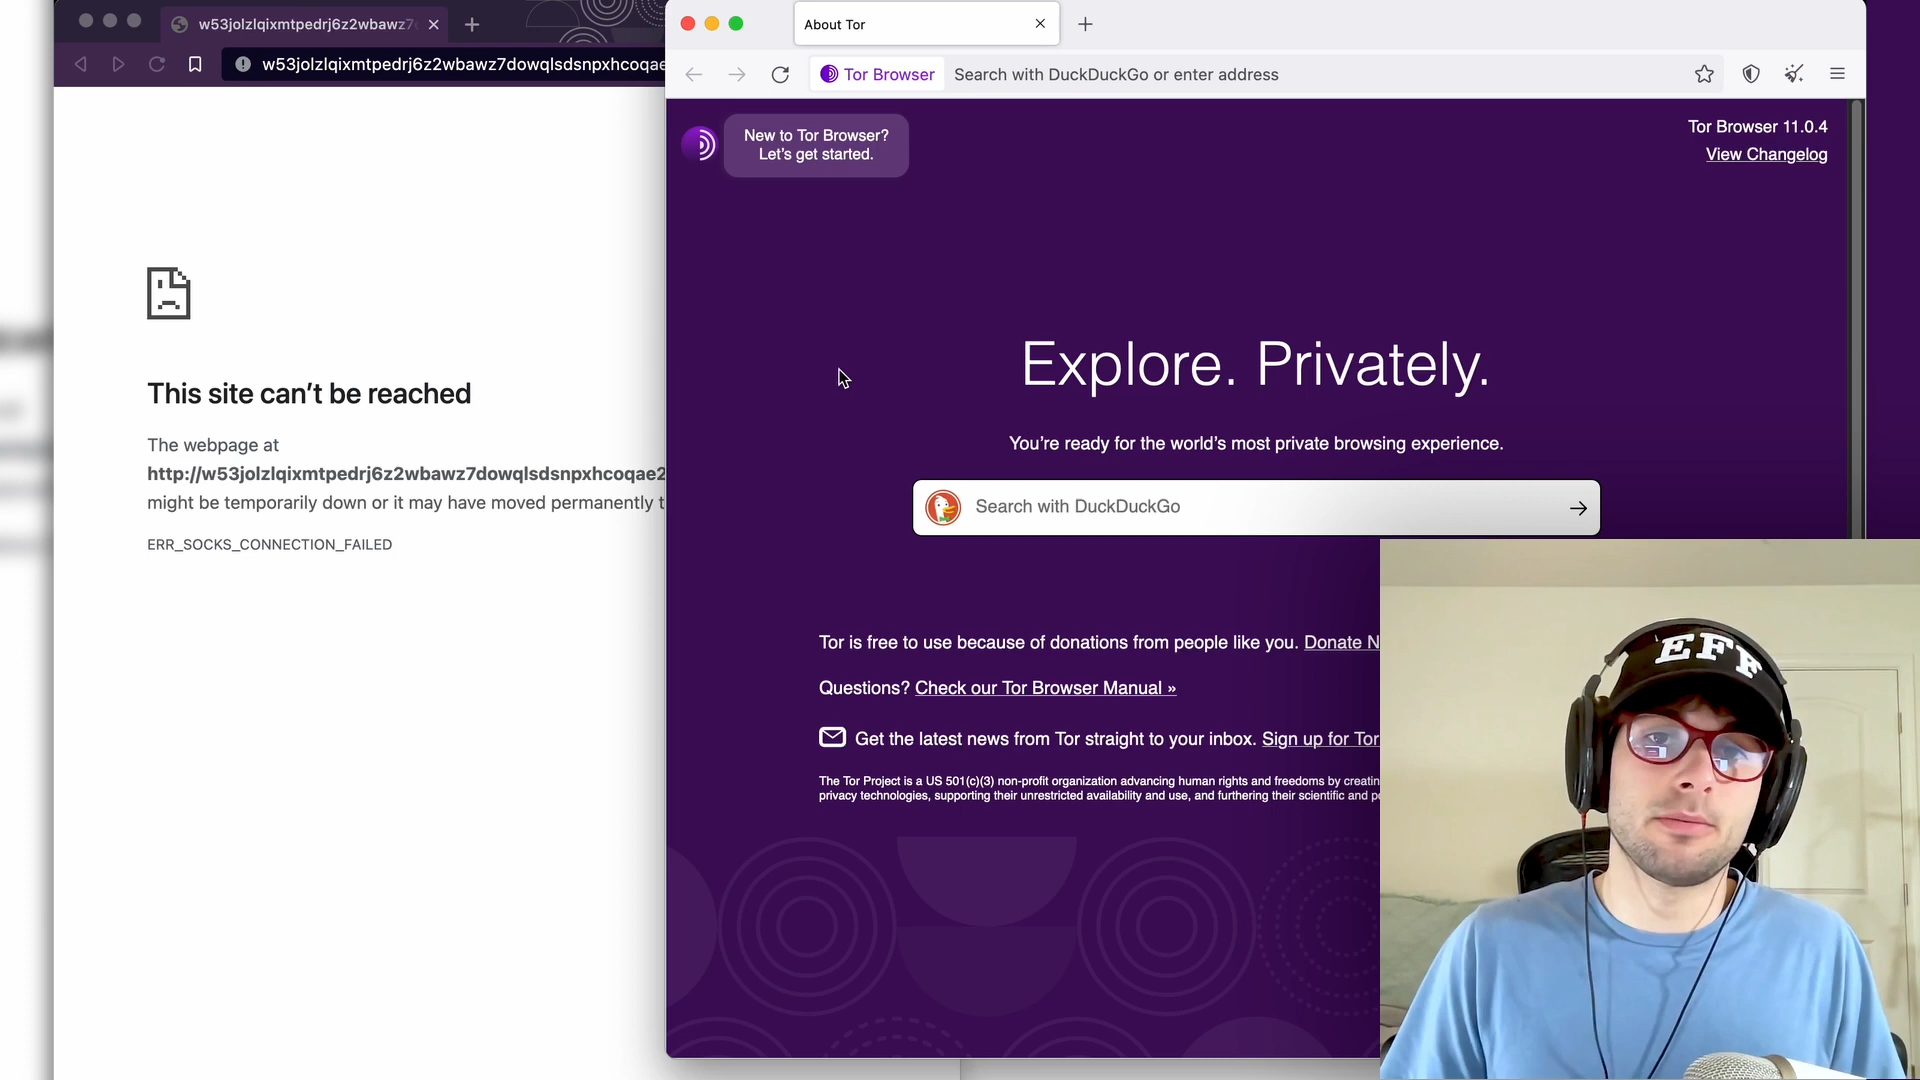 w53jolzlqixmtpedrj6z2wbawz7
w53jolzlqixmtpedrj6z2wbawz7dowqlsdsnpxhcoqae
This site can’t be reached
The webpage at
http://w53jolzlqixmtpedrj6z2wbawz7dowqlsdsnpxhcoqae2
might be temporarily down or it may have moved permanently t
ERR_SOCKS_CONNECTION_FAILED
About Tor
Tor Browser Search with DuckDuckGo or enter address
New to Tor Browser?
Let’s get started.
Tor Browser 11.0.4
View Changelog
Explore. Privately.
You’re ready for the world’s most private browsing experience.
Search with DuckDuckGo
Tor is free to use because of donations from people like you. Donate N
Questions? Check our Tor Browser Manual »
Get the latest news from Tor straight to your inbox. Sign up for Tor
The Tor Project is a US 501(c)(3) non-profit organization advancing human rights and freedoms by creatin
privacy technologies, supporting their unrestricted availability and use, and furthering their scientific and po
EFF